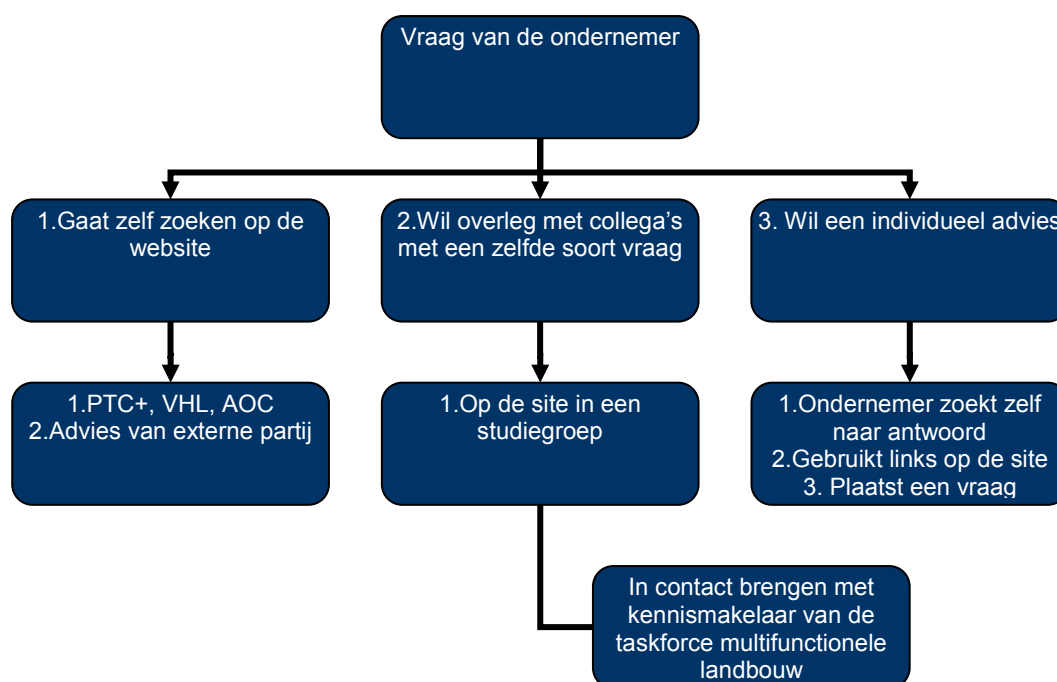 Vraag van de ondernemer
1.Gaat zelf zoeken op de
website
2.Wil overleg met collega’s
met een zelfde soort vraag
3. Wil een individueel advies
1.PTC+, VHL, AOC
2.Advies van externe partij
1.Op de site in een
studiegroep
1.Ondernemer zoekt zelf
naar antwoord
2.Gebruikt links op de site
3. Plaatst een vraag
In contact brengen met
kennismakelaar van de
taskforce multifunctionele
landbouw